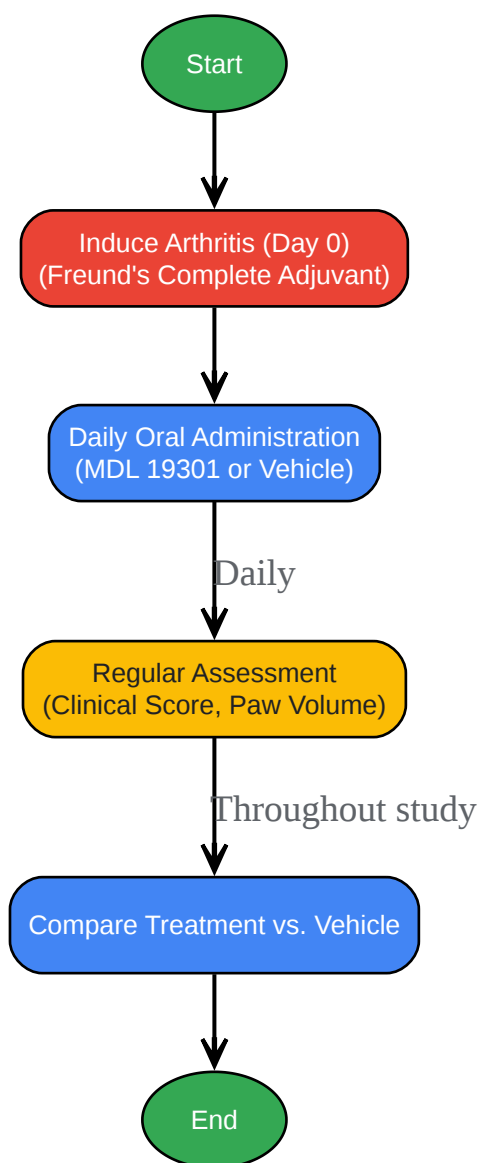 Start
Induce Arthritis (Day 0)
(Freund's Complete Adjuvant)
Daily Oral Administration
(MDL 19301 or Vehicle)
Daily
Regular Assessment
(Clinical Score, Paw Volume)
Throughout study
Compare Treatment vs. Vehicle
End